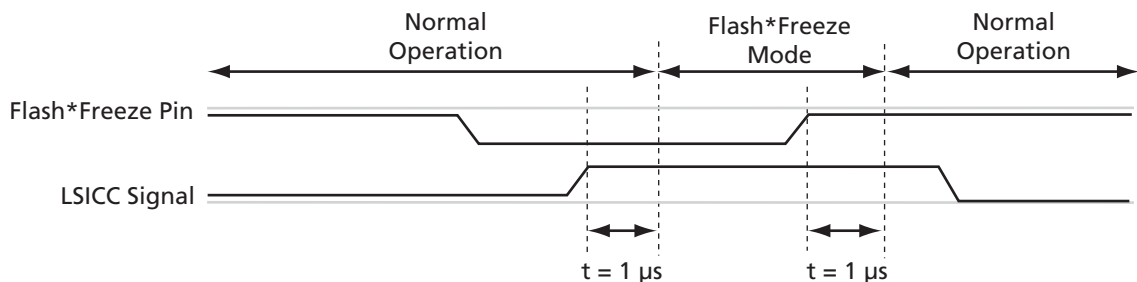 Normal
Operation
Flash*Freeze
Mode
Normal
Operation
Flash*Freeze Pin
LSICC Signal
t = 1 µs
t = 1 µs